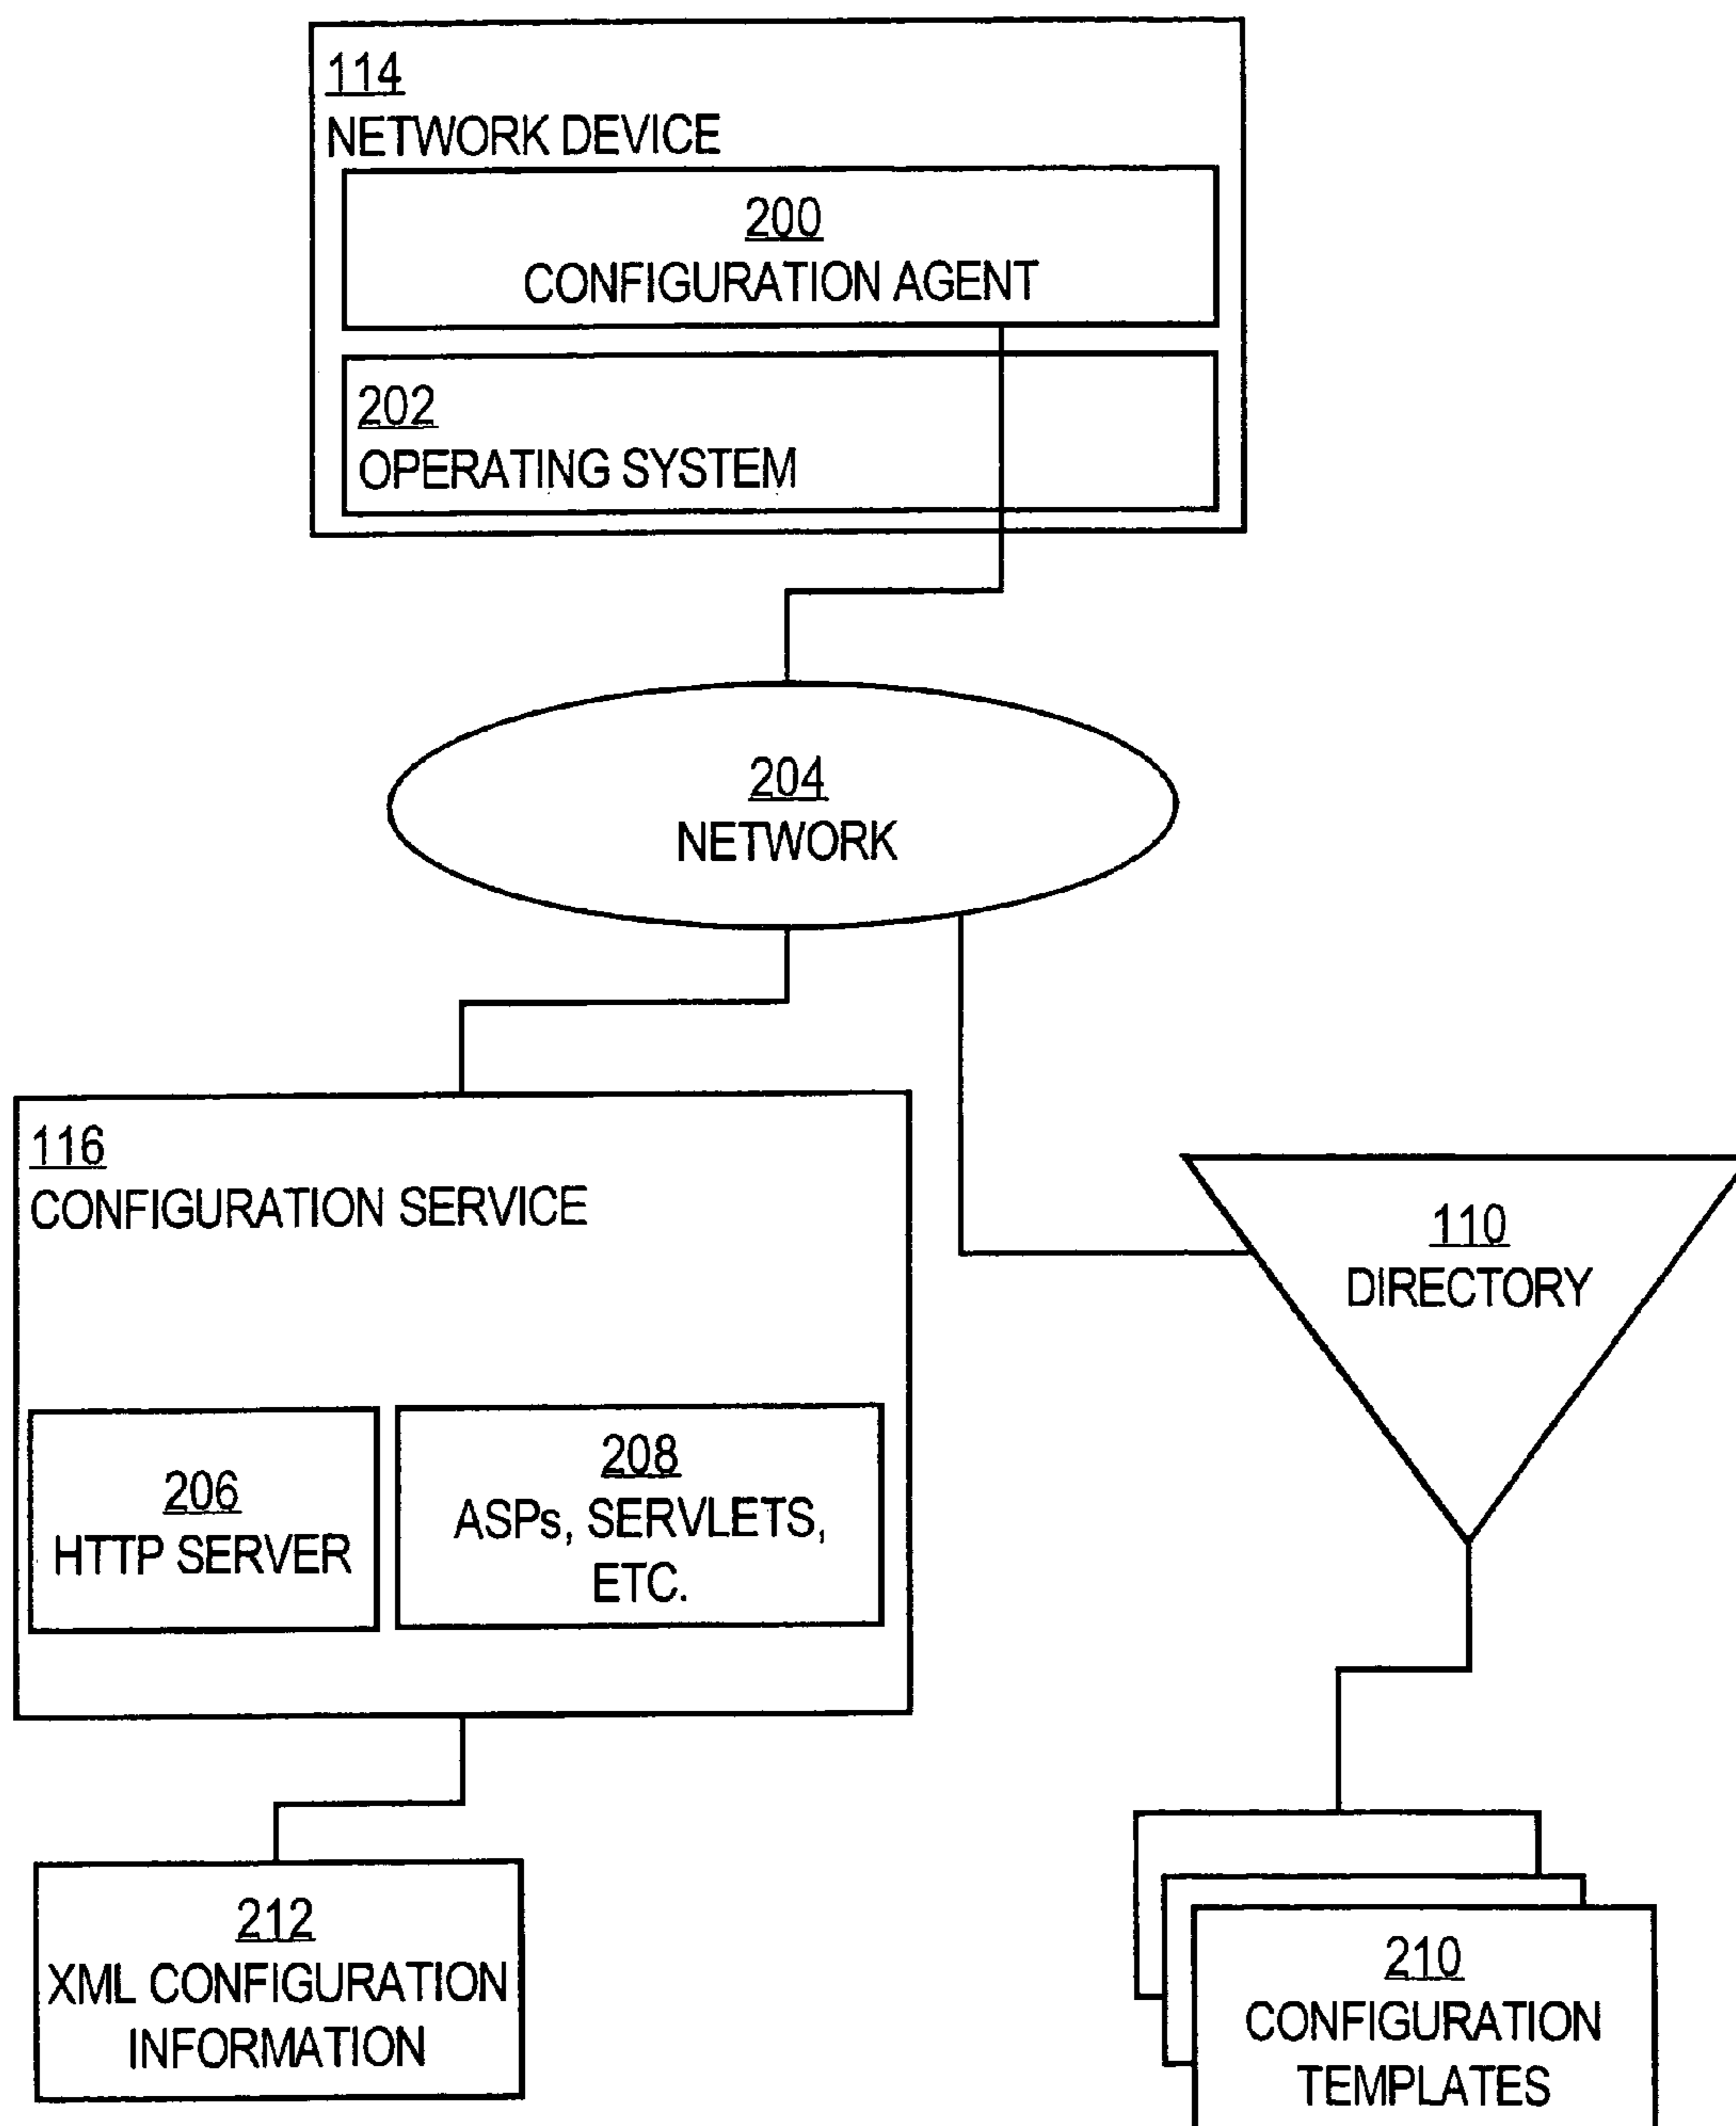 114
NETWORK DEVICE
200
CONFIGURATION AGENT
202
OPERATING SYSTEM
204
NETWORK
116
CONFIGURATION SERVICE
110
DIRECTORY
206
HTTP SERVER
208
ASPs, SERVLETS,
ETC.
212
XML CONFIGURATION
INFORMATION
210
CONFIGURATION
TEMPLATES